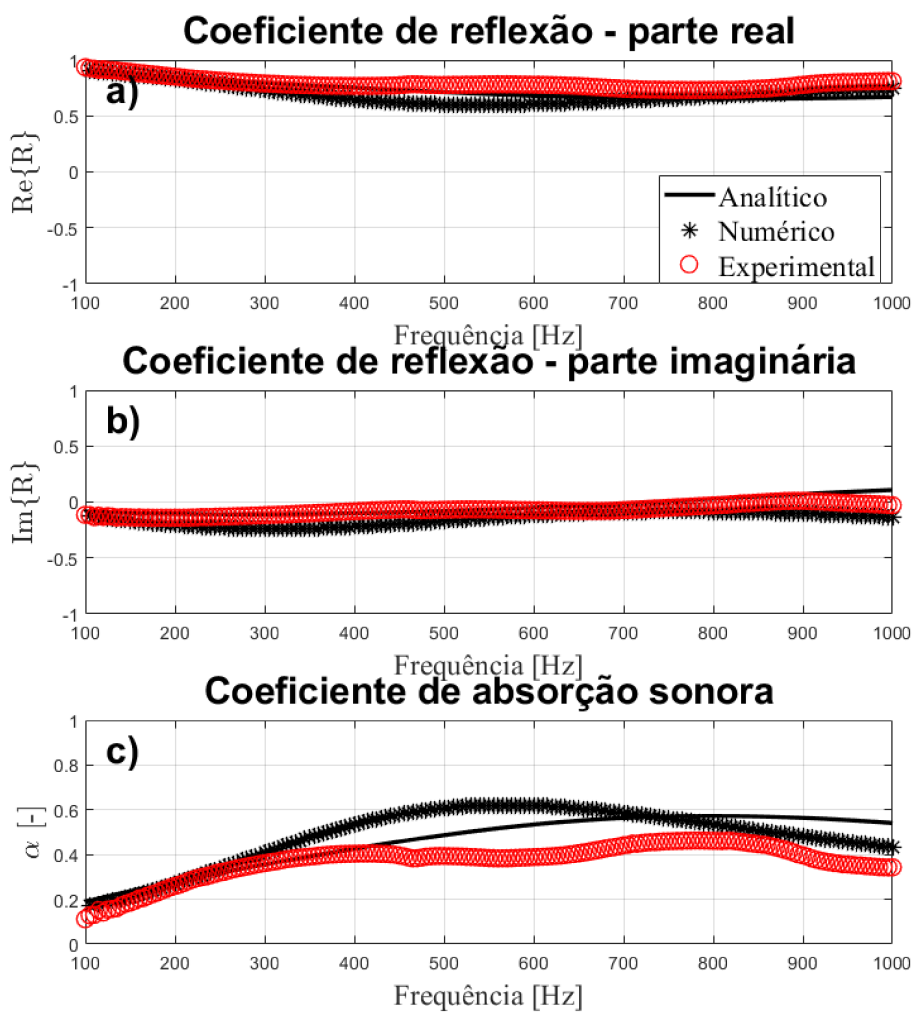 Coeficiente de reflexão - parte real
a)
Re{R}
1
0.5
0
-0.5
-1
Analítico
Numérico
Experimental
100 200 300 400 500 600 700 800 900 1000
Frequência [Hz]
Coeficiente de reflexão - parte imaginária
b)
Im{R}
1
0.5
0
-0.5
-1
100 200 300 400 500 600 700 800 900 1000
Frequência [Hz]
Coeficiente de absorção sonora
c)
α [-]
1
0.8
0.6
0.4
0.2
0
100 200 300 400 500 600 700 800 900 1000
Frequência [Hz]